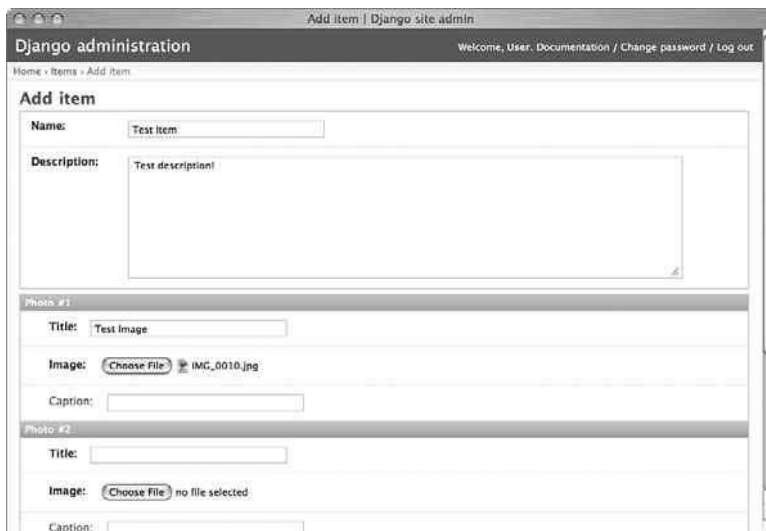 Add item | Django site admin
Django administration
Welcome, User. Documentation / Change password / Log out
Home › Items › Add item
Add item
Name: Test Item
Description: Test description!
Photo #1
Title: Test Image
Image: Choose File IMG_0010.jpg
Caption:
Photo #2
Title:
Image: Choose File no file selected
Caption: